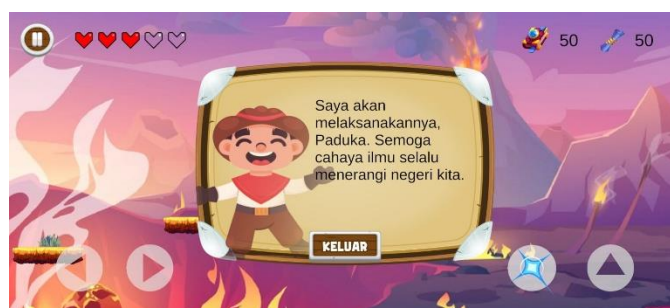 50 50
Saya akan
melaksanakannya,
Paduka. Semoga
cahaya ilmu selalu
menerangi negeri kita.
KELUAR